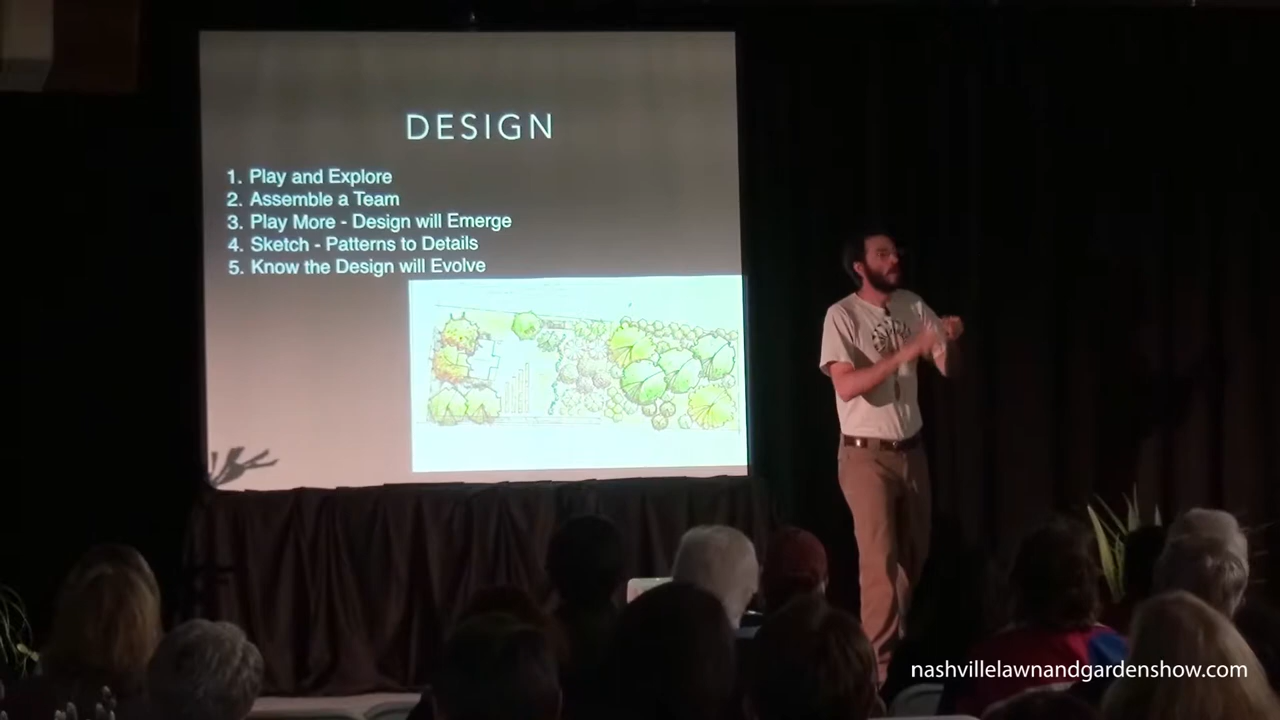 DESIGN
1. Play and Explore
2. Assemble a Team
3. Play More - Design will Emerge
4. Sketch - Patterns to Details
5. Know the Design will Evolve
nashvillelawnandgardenshow.com